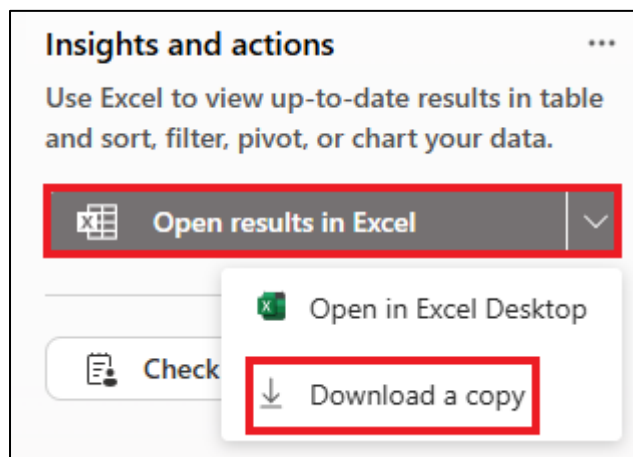 Insights and actions
Use Excel to view up-to-date results in table
and sort, filter, pivot, or chart your data.
Open results in Excel
Open in Excel Desktop
Check
Download a copy